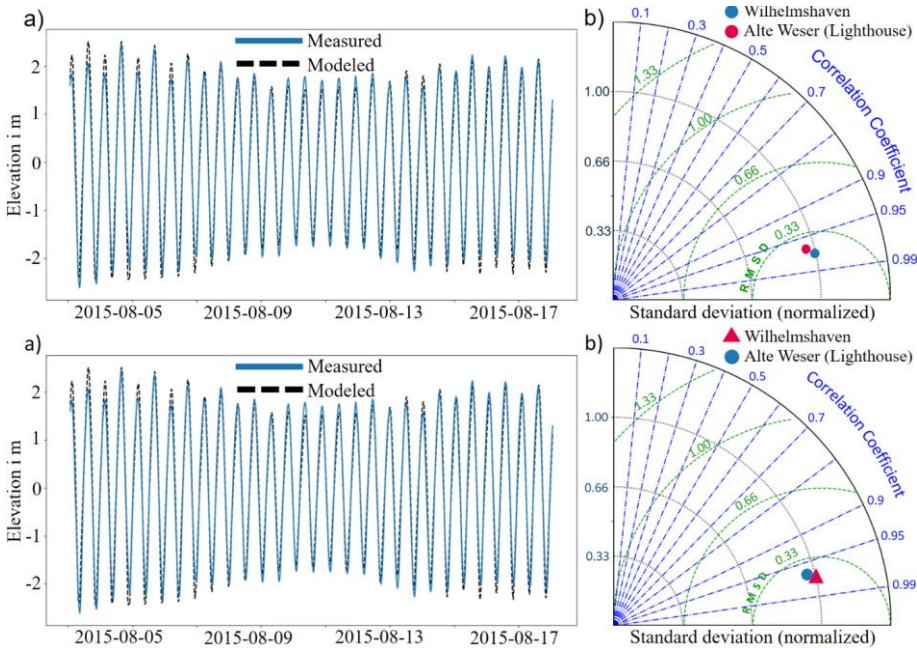 a)
Measured
Modeled
Elevation i m
2
1
0
-1
-2
2015-08-05
2015-08-09
2015-08-13
2015-08-17
b)
Wilhelmshaven
Alte Weser (Lighthouse)
Correlation Coefficient
0.1
0.3
0.5
0.7
0.9
0.95
0.99
1.33
1.00
0.66
0.33
RMSD
1.00
0.66
0.33
Standard deviation (normalized)
a)
Measured
Modeled
Elevation i m
2
1
0
-1
-2
2015-08-05
2015-08-09
2015-08-13
2015-08-17
b)
Wilhelmshaven
Alte Weser (Lighthouse)
Correlation Coefficient
0.1
0.3
0.5
0.7
0.9
0.95
0.99
1.33
1.00
0.66
0.33
RMSD
1.00
0.66
0.33
Standard deviation (normalized)